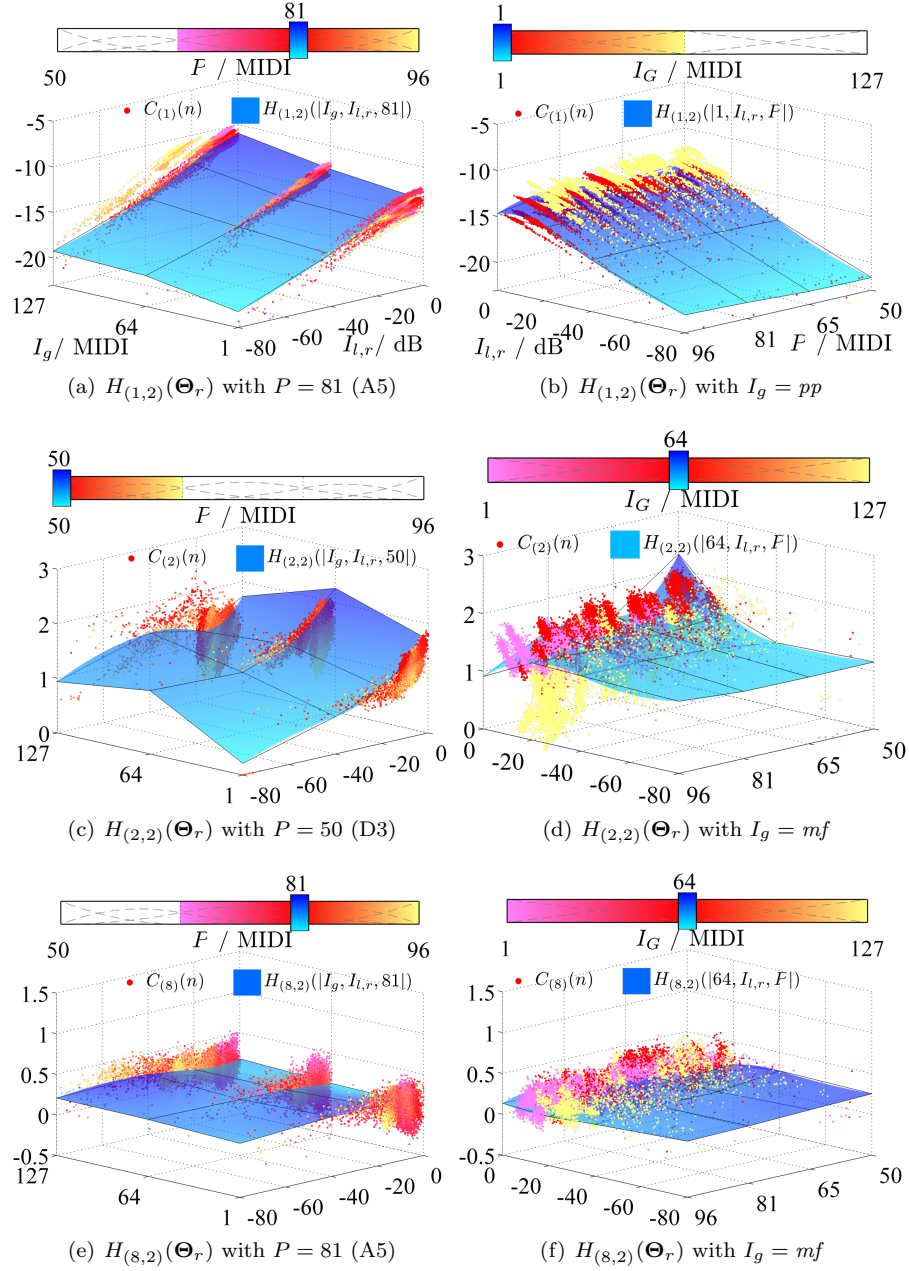 81
50 96
P / MIDI
C(1)(n) H(1,2)(|Ig, Il,r, 81|)
-5
-10
-15
-20
127 64 1 -80 -60 -40 -20 0
Ig/ MIDI Il,r/ dB
(a) H(1,2)(Θr) with P = 81 (A5)
1
1 127
IG / MIDI
C(1)(n) H(1,2)(|1, Il,r, P|)
-5
-10
-15
-20
0 -20 -40 -60 -80 96 81 65 50
Il,r / dB P / MIDI
(b) H(1,2)(Θr) with Ig = pp
50
50 96
P / MIDI
C(2)(n) H(2,2)(|Ig, Il,r, 50|)
3
2
1
0
127 64 1 -80 -60 -40 -20 0
(c) H(2,2)(Θr) with P = 50 (D3)
64
1 127
IG / MIDI
C(2)(n) H(2,2)(|64, Il,r, P|)
3
2
1
0
0 -20 -40 -60 -80 96 81 65 50
(d) H(2,2)(Θr) with Ig = mf
81
50 96
P / MIDI
C(8)(n) H(8,2)(|Ig, Il,r, 81|)
1.5
1
0.5
0
-0.5
127 64 1 -80 -60 -40 -20 0
(e) H(8,2)(Θr) with P = 81 (A5)
64
1 127
IG / MIDI
C(8)(n) H(8,2)(|64, Il,r, P|)
1.5
1
0.5
0
-0.5
0 -20 -40 -60 -80 96 81 65 50
(f) H(8,2)(Θr) with Ig = mf